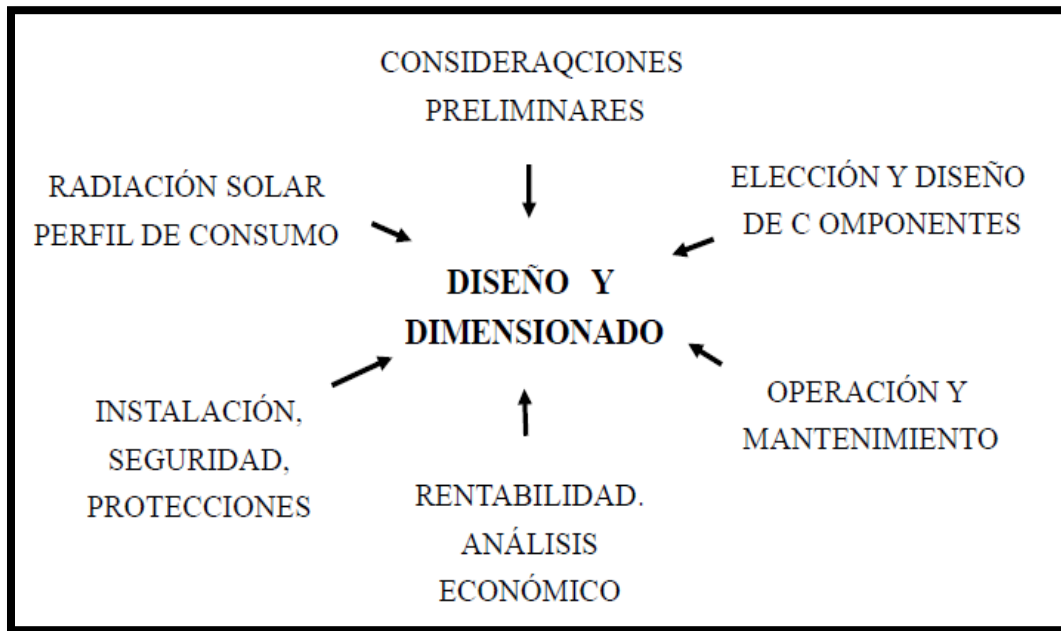 CONSIDERAQCIONES
PRELIMINARES
RADIACIÓN SOLAR
PERFIL DE CONSUMO
ELECCIÓN Y DISEÑO
DE C OMPONENTES
DISEÑO Y
DIMENSIONADO
INSTALACIÓN,
SEGURIDAD,
PROTECCIONES
OPERACIÓN Y
MANTENIMIENTO
RENTABILIDAD.
ANÁLISIS
ECONÓMICO